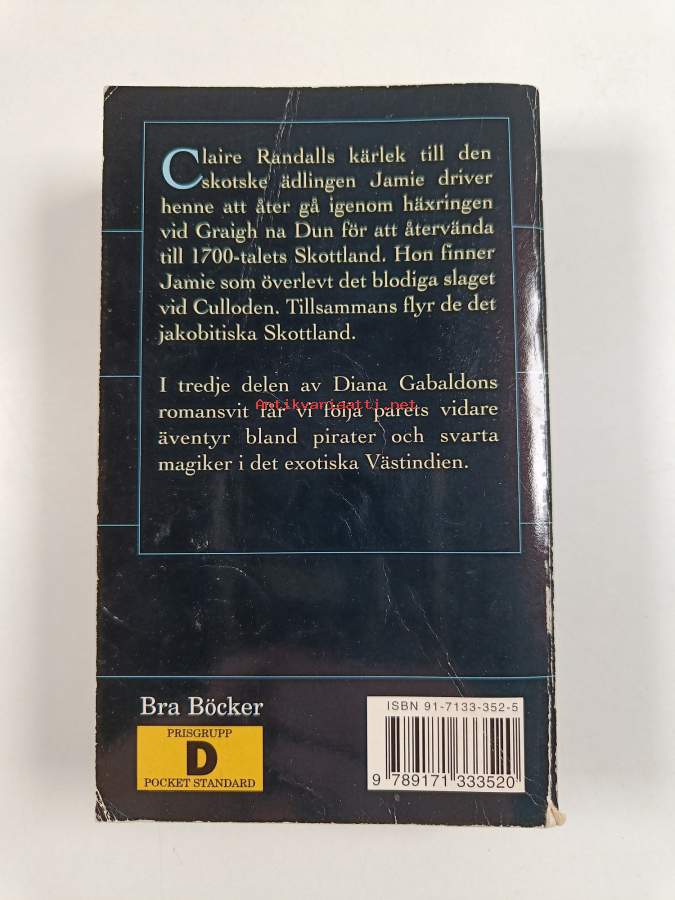 Claire Randalls kärlek till den
skotske ädlingen Jamie driver
henne att åter gå igenom häxringen
vid Graigh na Dun för att återvända
till 1700-talets Skottland. Hon finner
Jamie som överlevt det blodiga slaget
vid Culloden. Tillsammans flyr de det
jakobitiska Skottland.
I tredje delen av Diana Gabaldons
Antikvariaatti.net
romansvit får vi följa parets vidare
äventyr bland pirater och svarta
magiker i det exotiska Västindien.
Bra Böcker
PRISGRUPP
D
POCKET STANDARD
ISBN 91-7133-352-5
9 789171 333520